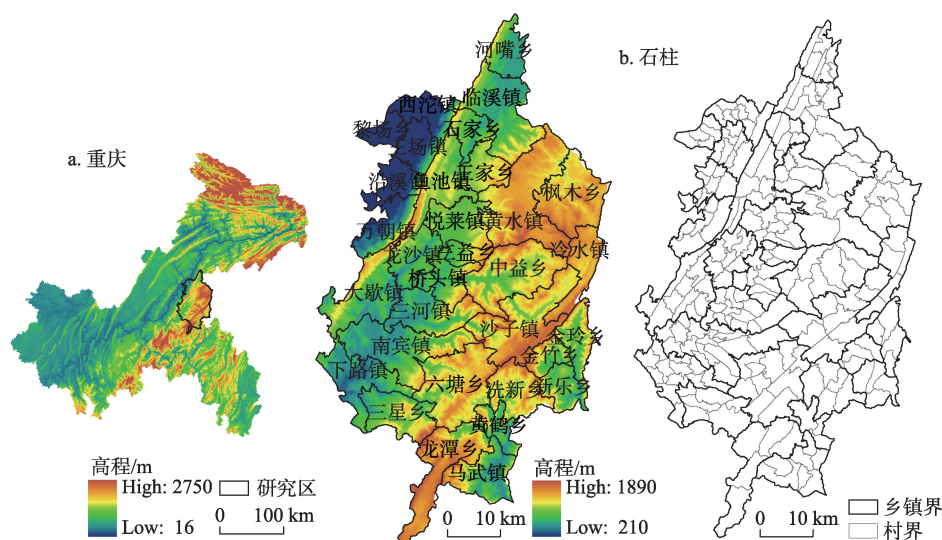 a. 重庆
高程/m
High: 2750
Low: 16
研究区
0 100 km
河嘴乡
西沱镇
临溪镇
黎场乡
石家乡
王场镇
沿溪镇
鱼池镇
王家乡
枫木乡
悦莱镇
黄水镇
万朝镇
龙沙镇
三益乡
冷水镇
桥头镇
中益乡
大歇镇
三河镇
沙子镇
金玲乡
南宾镇
金竹乡
下路镇
六塘乡
洗新乡
新乐乡
三星乡
黄鹤乡
龙潭乡
马武镇
0 10 km
高程/m
High: 1890
Low: 210
b. 石柱
0 10 km
乡镇界
村界